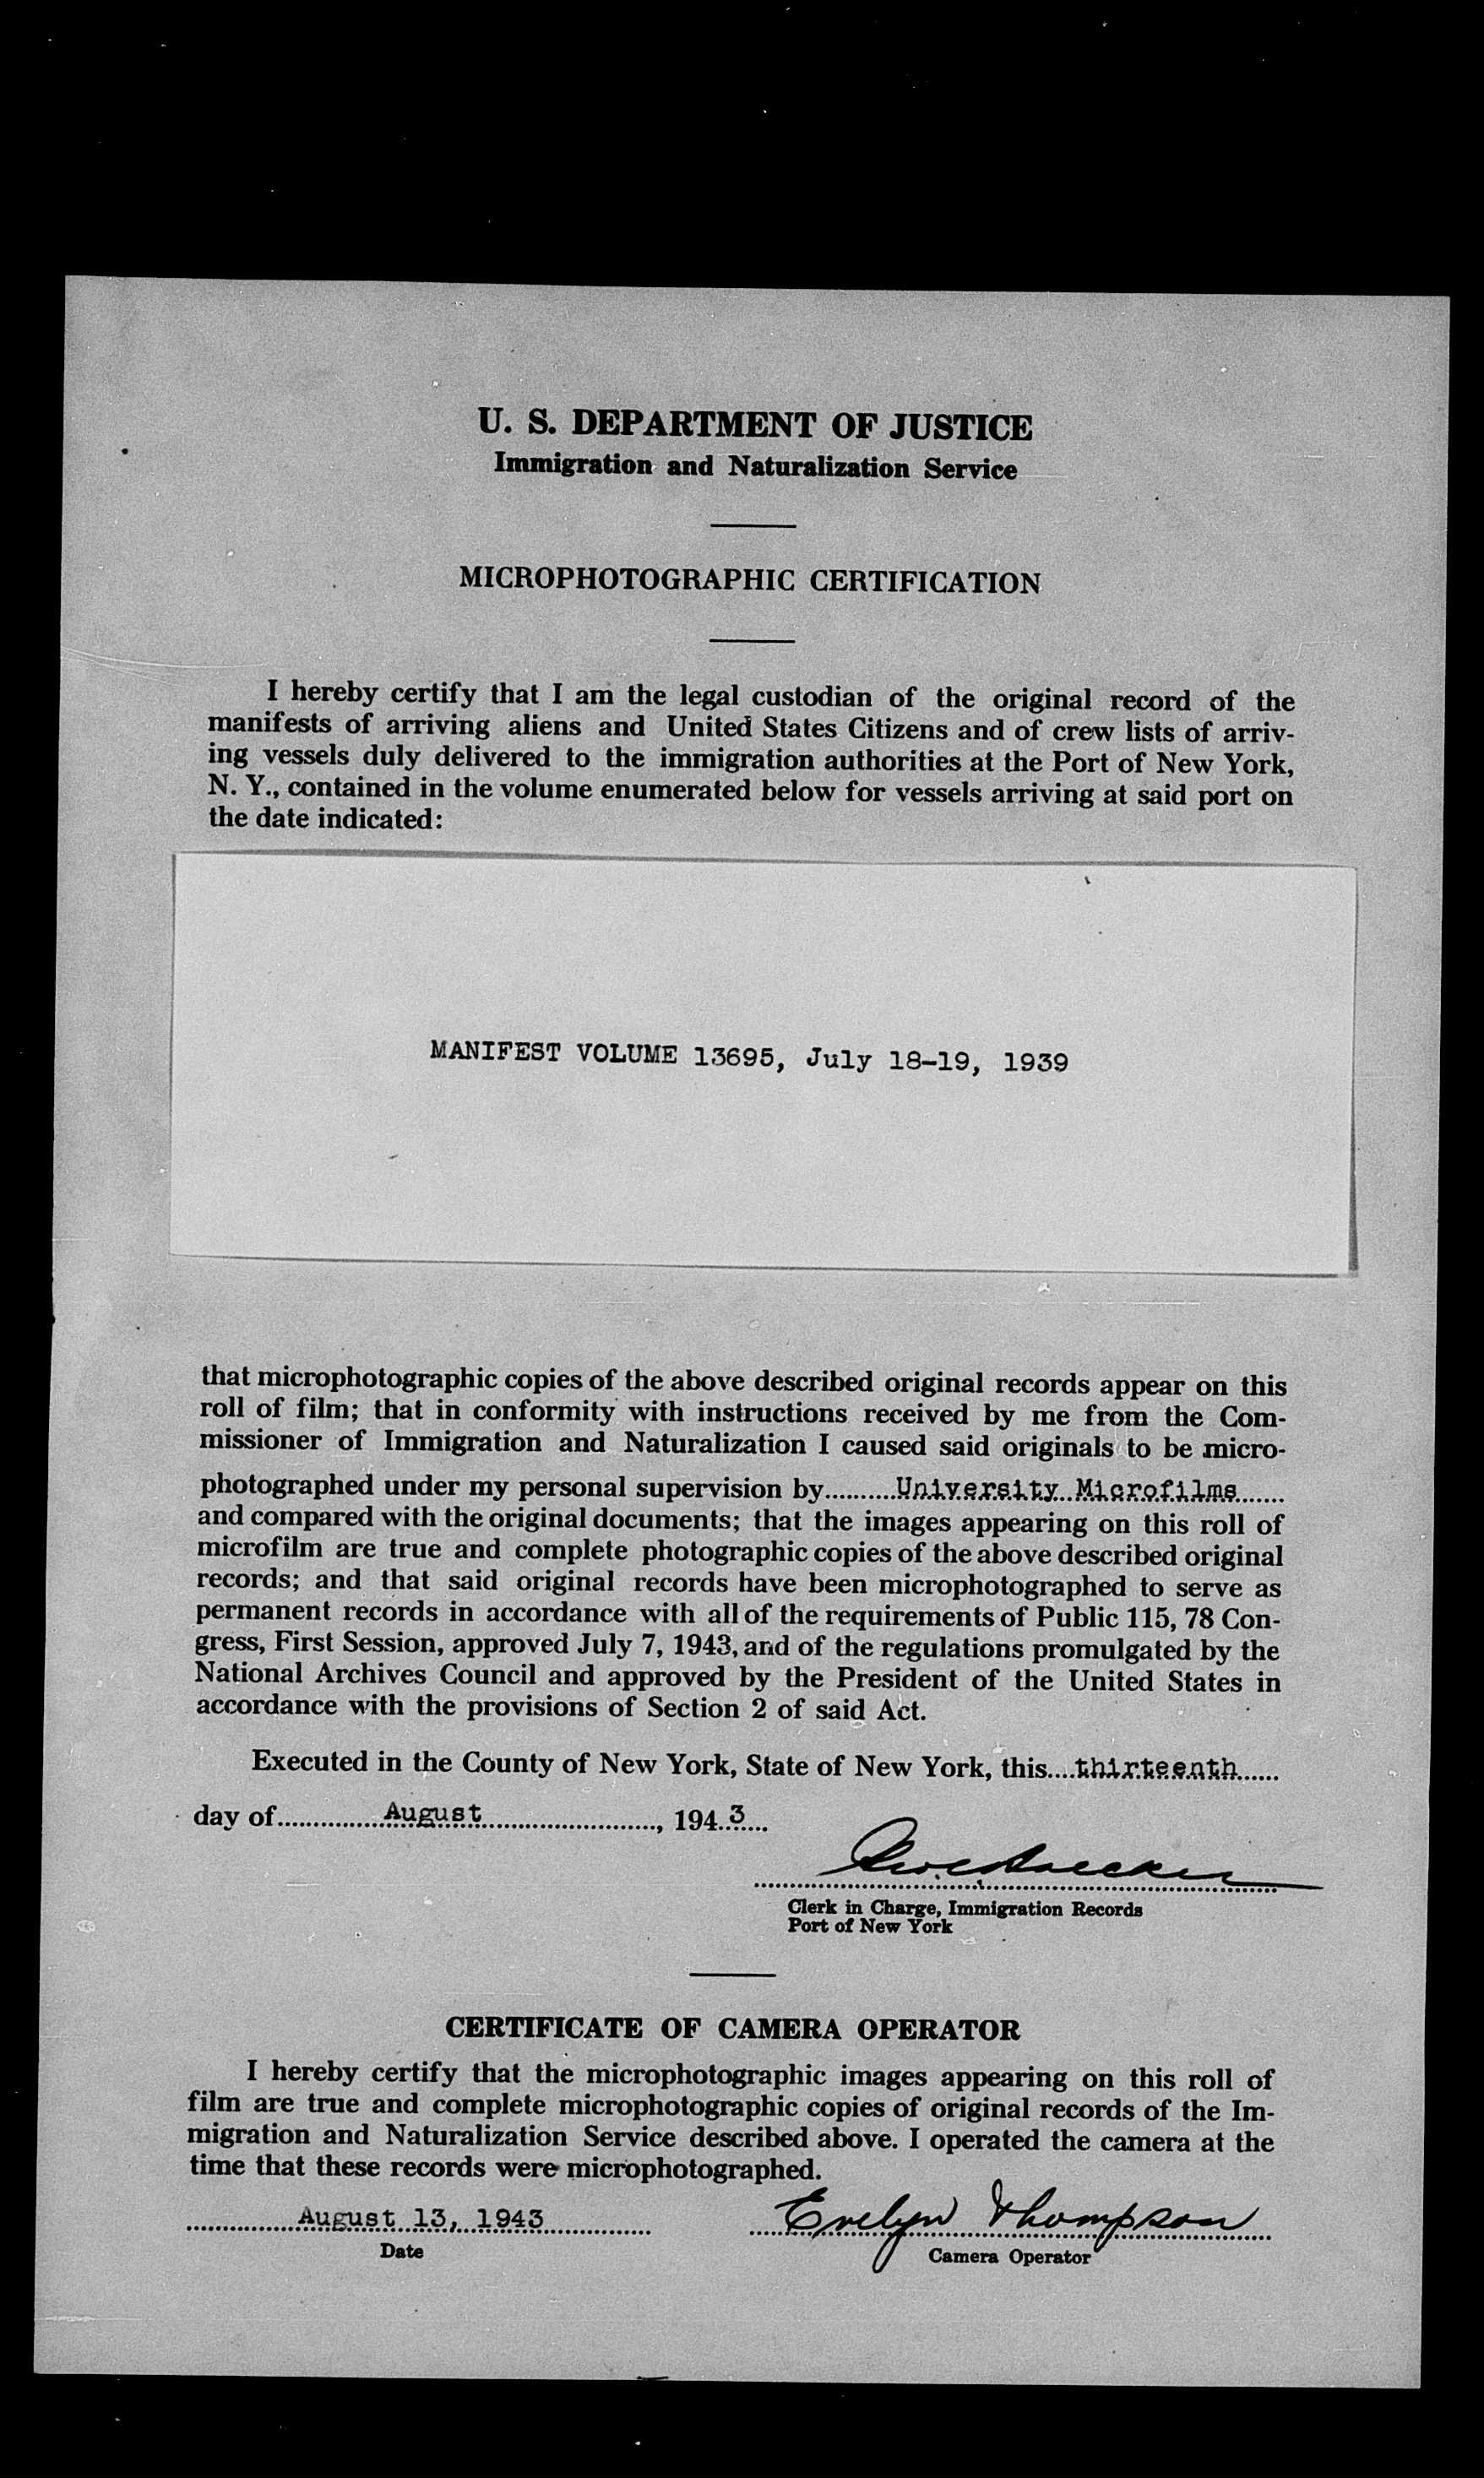 U. S. DEPARTMENT OF JUSTICE
Immigration and Naturalization Service
MICROPHOTOGRAPHIC CERTIFICATION
I hereby certify that I am the legal custodian of the original record of the
manifests of arriving aliens and United States Citizens and of crew lists of arriv-
ing vessels duly delivered to the immigration authorities at the Port of New York,
N. Y., contained in the volume enumerated below for vessels arriving at said port on
the date indicated:
MANIFEST VOLUME 13695, July 18-19, 1939
that microphotographic copies of the above described original records appear on this
roll of film; that in conformity with instructions received by me from the Com-
missioner of Immigration and Naturalization I caused said originals to be micro-
photographed under my personal supervision by..........University Microfilms.......
and compared with the original documents; that the images appearing on this roll of
microfilm are true and complete photographic copies of the above described original
records; and that said original records have been microphotographed to serve as
permanent records in accordance with all of the requirements of Public 115, 78 Con-
gress, First Session, approved July 7, 1943, and of the regulations promulgated by the
National Archives Council and approved by the President of the United States in
accordance with the provisions of Section 2 of said Act.
Executed in the County of New York, State of New York, this....thirteenth......
day of...............August........................., 194..3....
Clerk in Charge, Immigration Records
Port of New York
CERTIFICATE OF CAMERA OPERATOR
I hereby certify that the microphotographic images appearing on this roll of
film are true and complete microphotographic copies of original records of the Im-
migration and Naturalization Service described above. I operated the camera at the
time that these records were microphotographed.
August 13, 1943 Evelyn Thompson
Date Camera Operator